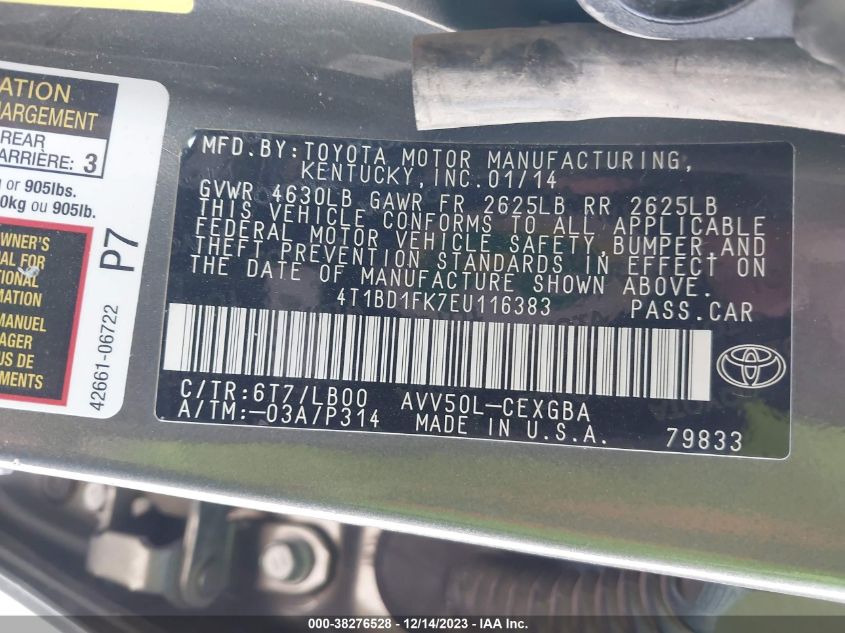 ATION
HARGEMENT
REAR
ARRIÈRE: 3
or 905lbs.
0kg ou 905lb.
WNER'S
AL FOR
TIONAL
MATION
MANUEL
AGER
US DE
MENTS
P7
42661-06722
MFD.BY:TOYOTA MOTOR MANUFACTURING,
KENTUCKY, INC.01/14
GVWR 4630LB GAWR FR 2625LB RR 2625LB
THIS VEHICLE CONFORMS TO ALL APPLICABLE
FEDERAL MOTOR VEHICLE SAFETY, BUMPER, AND
THEFT PREVENTION STANDARDS IN EFFECT ON
THE DATE OF MANUFACTURE SHOWN ABOVE.
4T1BD1FK7EU116383 PASS.CAR
C/TR:6T7/LB00 AVV50L-CEXGBA
A/TM:-03A/P314 MADE IN U.S.A. 79833
000-38276528 - 12/14/2023 - IAA Inc.